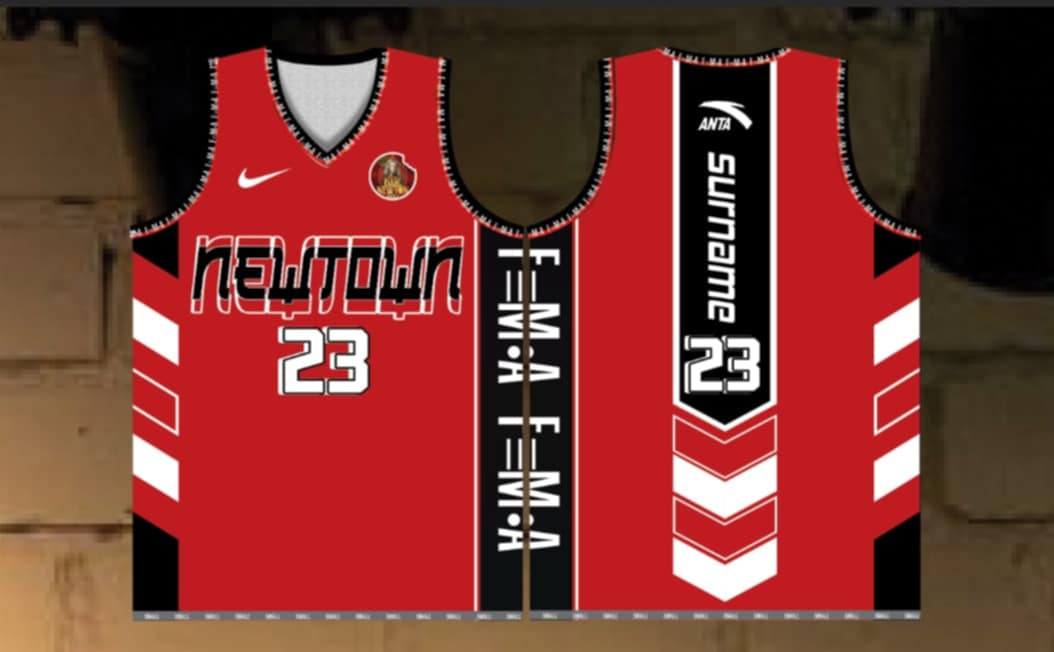 NEWTOWN
23
F=M•A F=M•A
F=M•A F=M•A
ANTA
surname
23